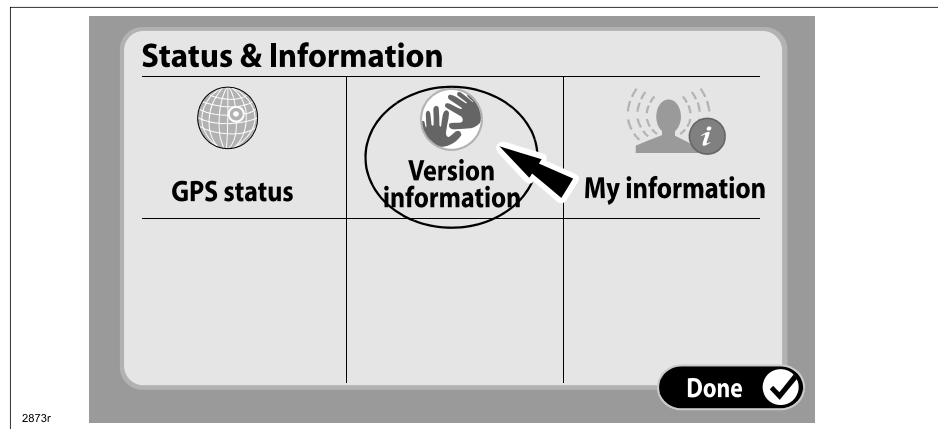 Status & Information
GPS status
Version
information
My information
Done
2873r